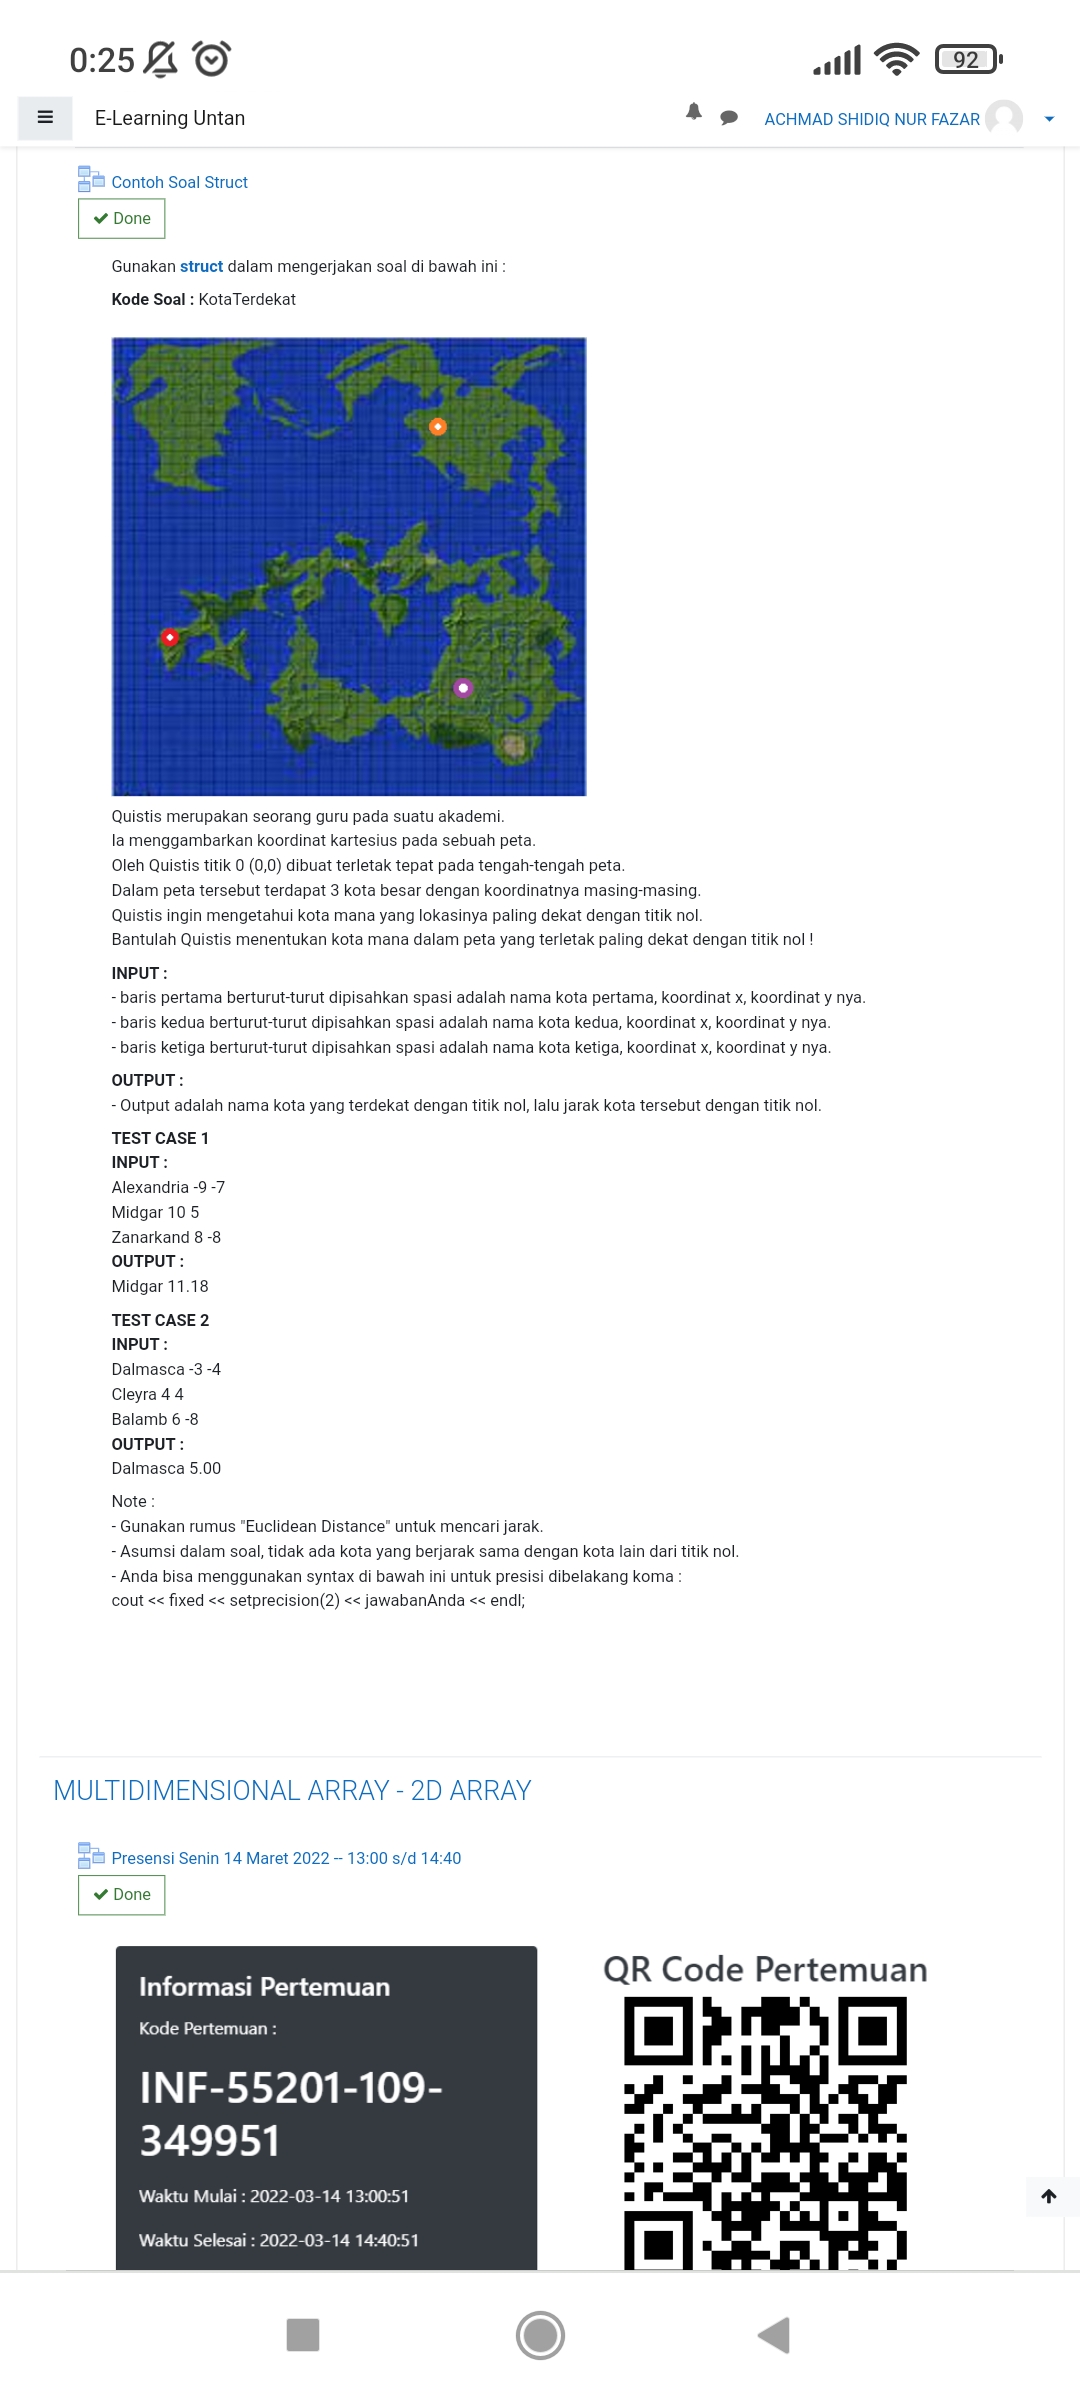 0:25
92
E-Learning Untan
ACHMAD SHIDIQ NUR FAZAR
Contoh Soal Struct
Done
Gunakan struct dalam mengerjakan soal di bawah ini :
Kode Soal : KotaTerdekat
Quistis merupakan seorang guru pada suatu akademi.
Ia menggambarkan koordinat kartesius pada sebuah peta.
Oleh Quistis titik 0 (0,0) dibuat terletak tepat pada tengah-tengah peta.
Dalam peta tersebut terdapat 3 kota besar dengan koordinatnya masing-masing.
Quistis ingin mengetahui kota mana yang lokasinya paling dekat dengan titik nol.
Bantulah Quistis menentukan kota mana dalam peta yang terletak paling dekat dengan titik nol !
INPUT :
- baris pertama berturut-turut dipisahkan spasi adalah nama kota pertama, koordinat x, koordinat y nya.
- baris kedua berturut-turut dipisahkan spasi adalah nama kota kedua, koordinat x, koordinat y nya.
- baris ketiga berturut-turut dipisahkan spasi adalah nama kota ketiga, koordinat x, koordinat y nya.
OUTPUT :
- Output adalah nama kota yang terdekat dengan titik nol, lalu jarak kota tersebut dengan titik nol.
TEST CASE 1
INPUT :
Alexandria -9 -7
Midgar 10 5
Zanarkand 8 -8
OUTPUT :
Midgar 11.18
TEST CASE 2
INPUT :
Dalmasca -3 -4
Cleyra 4 4
Balamb 6 -8
OUTPUT :
Dalmasca 5.00
Note :
- Gunakan rumus "Euclidean Distance" untuk mencari jarak.
- Asumsi dalam soal, tidak ada kota yang berjarak sama dengan kota lain dari titik nol.
- Anda bisa menggunakan syntax di bawah ini untuk presisi dibelakang koma :
cout << fixed << setprecision(2) << jawabanAnda << endl;
MULTIDIMENSIONAL ARRAY - 2D ARRAY
Presensi Senin 14 Maret 2022 -- 13:00 s/d 14:40
Done
Informasi Pertemuan
Kode Pertemuan :
INF-55201-109-
349951
Waktu Mulai : 2022-03-14 13:00:51
Waktu Selesai : 2022-03-14 14:40:51
QR Code Pertemuan